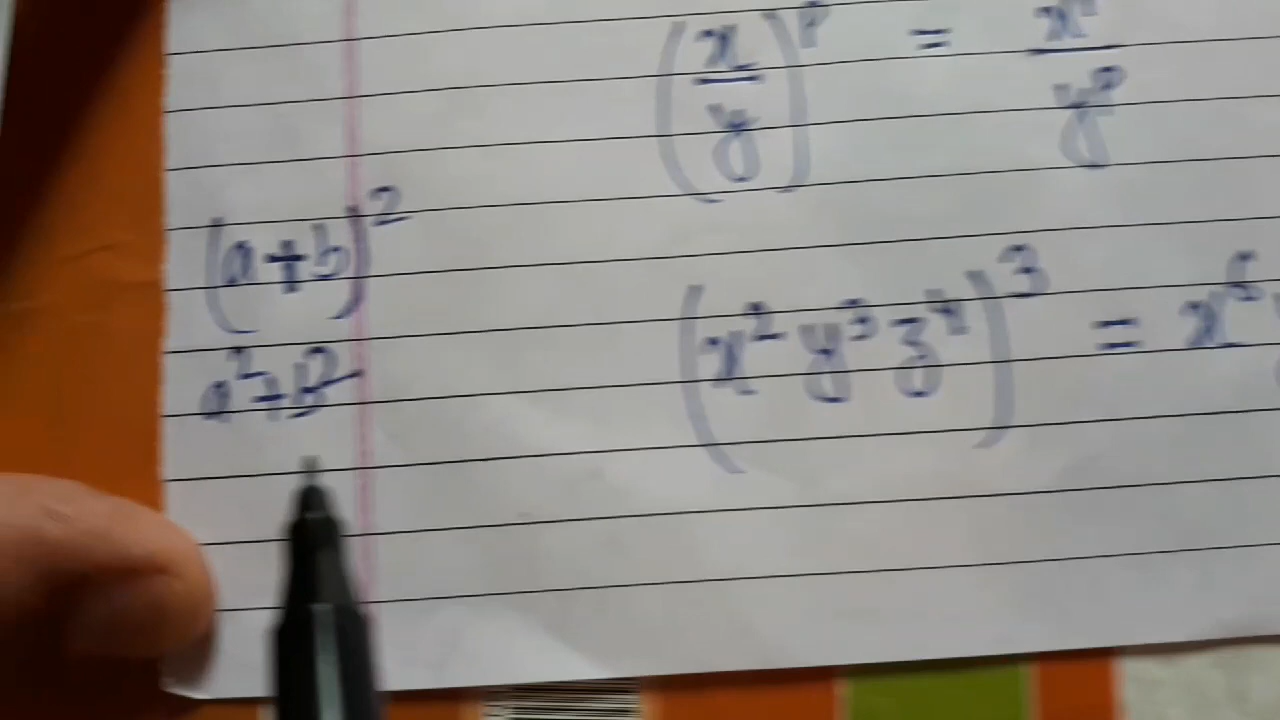 (x/y)^p = x^p/y^p
(a+b)^2
a^2+b^2
(x^2 y^3 z^4)^3 = x^6